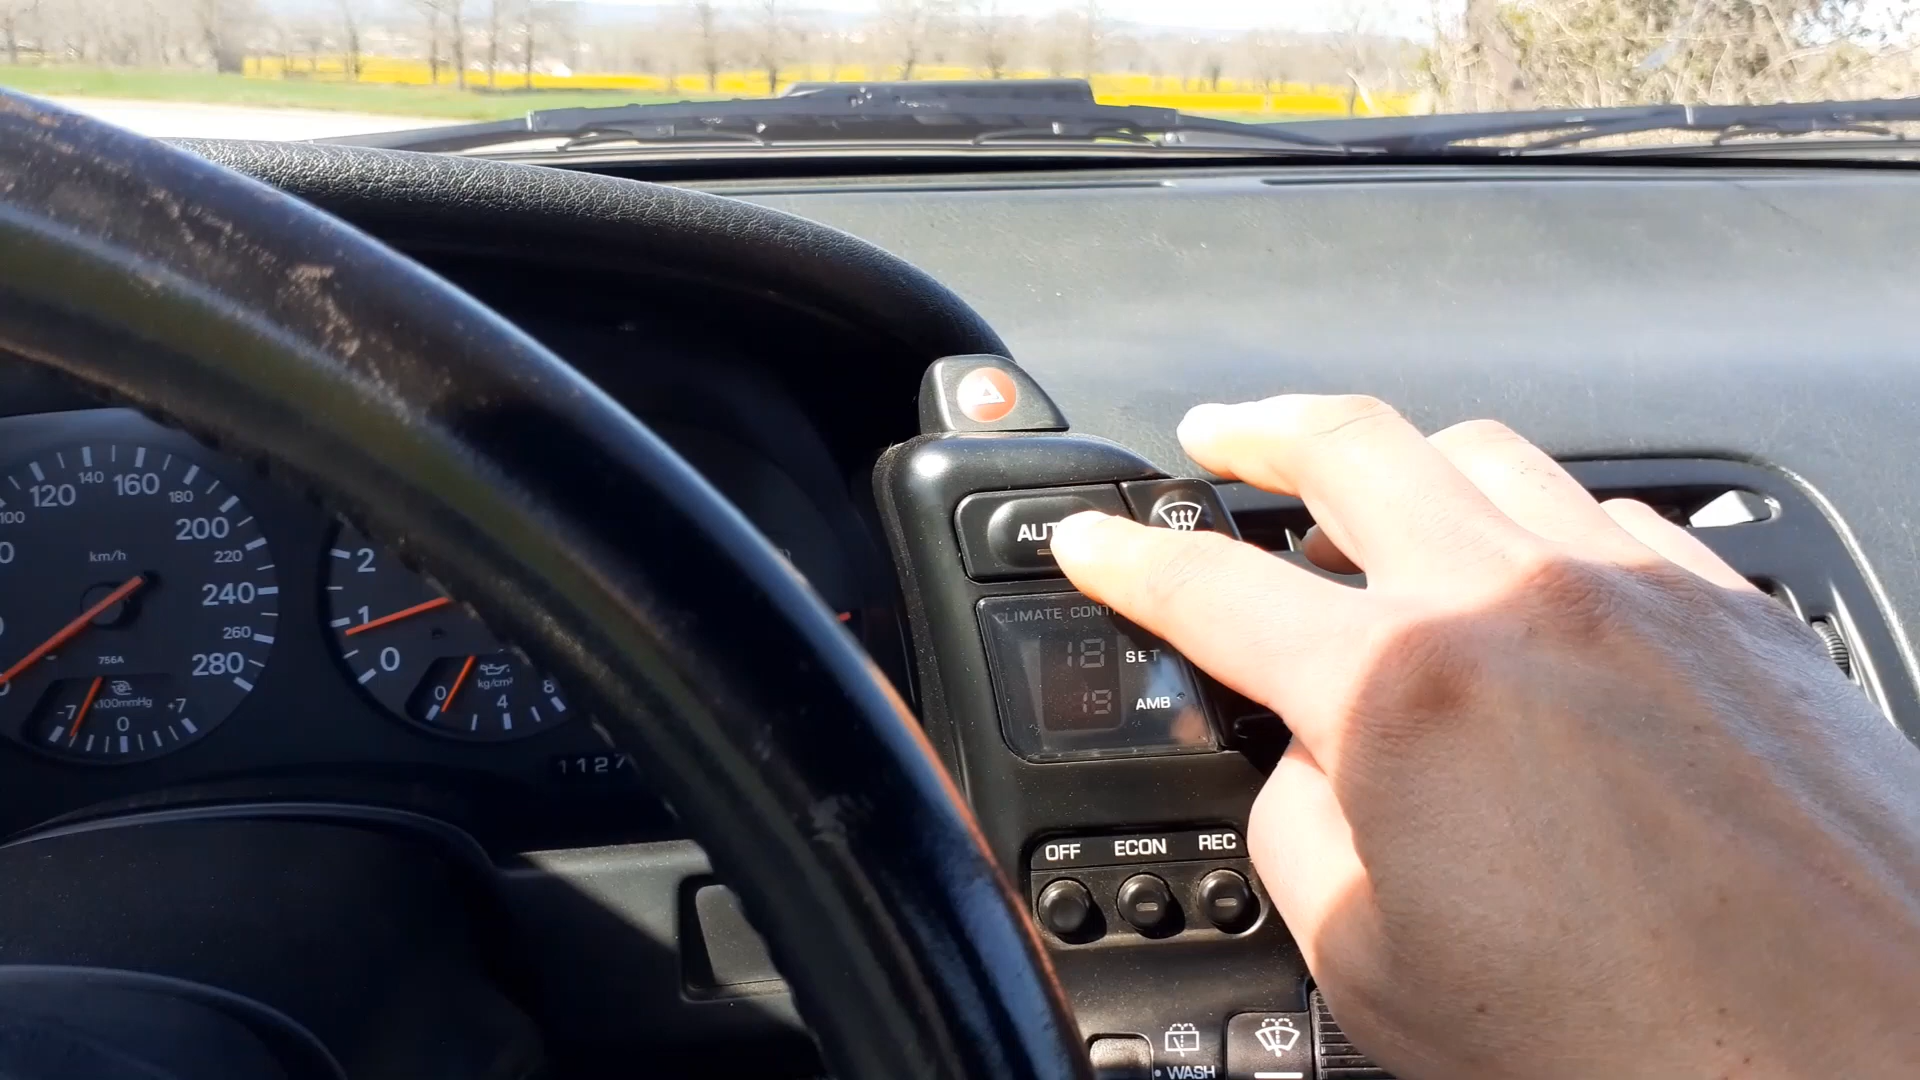 100
120
140
160
180
200
220
240
260
280
km/h
756A
x100mmHg
-7
0
+7
2
1
0
kg/cm²
0
4
8
1127
AUT
CLIMATE CONT
18 SET
19 AMB
OFF ECON REC
• WASH